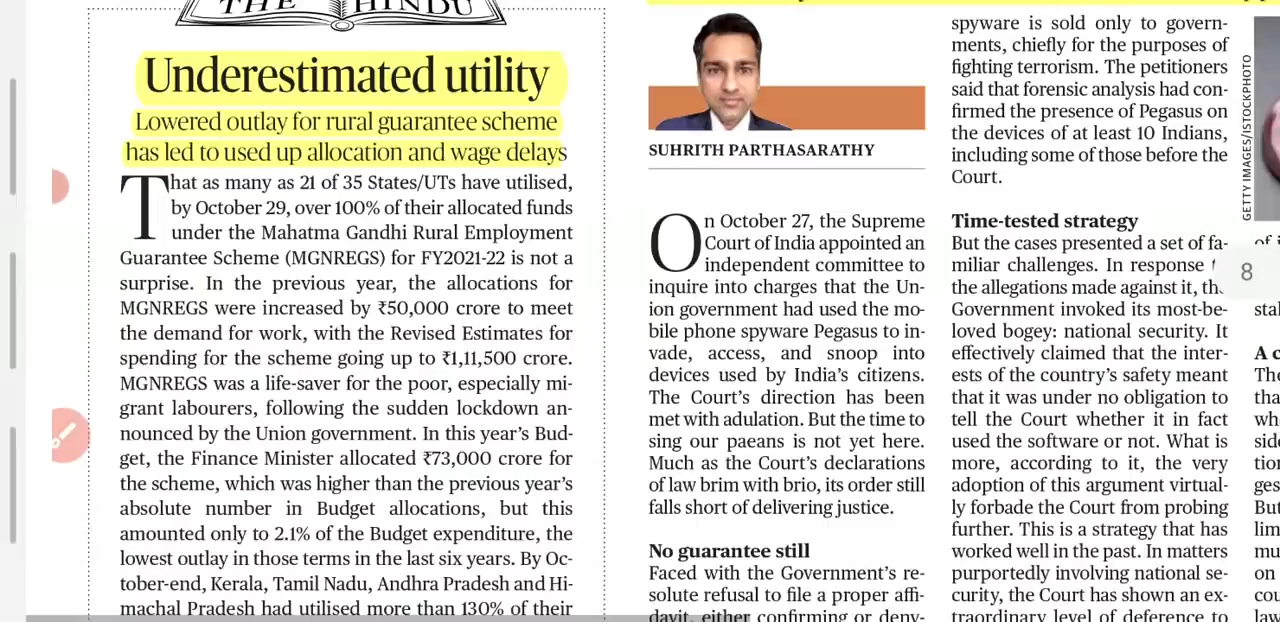 THE HINDU
Underestimated utility
Lowered outlay for rural guarantee scheme
has led to used up allocation and wage delays
That as many as 21 of 35 States/UTs have utilised,
by October 29, over 100% of their allocated funds
under the Mahatma Gandhi Rural Employment
Guarantee Scheme (MGNREGS) for FY2021-22 is not a
surprise. In the previous year, the allocations for
MGNREGS were increased by ₹50,000 crore to meet
the demand for work, with the Revised Estimates for
spending for the scheme going up to ₹1,11,500 crore.
MGNREGS was a life-saver for the poor, especially mi-
grant labourers, following the sudden lockdown an-
nounced by the Union government. In this year's Bud-
get, the Finance Minister allocated ₹73,000 crore for
the scheme, which was higher than the previous year's
absolute number in Budget allocations, but this
amounted only to 2.1% of the Budget expenditure, the
lowest outlay in those terms in the last six years. By Oc-
tober-end, Kerala, Tamil Nadu, Andhra Pradesh and Hi-
machal Pradesh had utilised more than 130% of their
SUHRITH PARTHASARATHY
On October 27, the Supreme
Court of India appointed an
independent committee to
inquire into charges that the Un-
ion government had used the mo-
bile phone spyware Pegasus to in-
vade, access, and snoop into
devices used by India's citizens.
The Court's direction has been
met with adulation. But the time to
sing our paeans is not yet here.
Much as the Court's declarations
of law brim with brio, its order still
falls short of delivering justice.
No guarantee still
Faced with the Government's re-
solute refusal to file a proper affi-
davit, either confirming or deny-
spyware is sold only to govern-
ments, chiefly for the purposes of
fighting terrorism. The petitioners
said that forensic analysis had con-
firmed the presence of Pegasus on
the devices of at least 10 Indians,
including some of those before the
Court.
Time-tested strategy
But the cases presented a set of fa-
miliar challenges. In response
the allegations made against it, the
Government invoked its most-be-
loved bogey: national security. It
effectively claimed that the inter-
ests of the country's safety meant
that it was under no obligation to
tell the Court whether it in fact
used the software or not. What is
more, according to it, the very
adoption of this argument virtual-
ly forbade the Court from probing
further. This is a strategy that has
worked well in the past. In matters
purportedly involving national se-
curity, the Court has shown an ex-
traordinary level of deference to
GETTY IMAGES/ISTOCKPHOTO
8